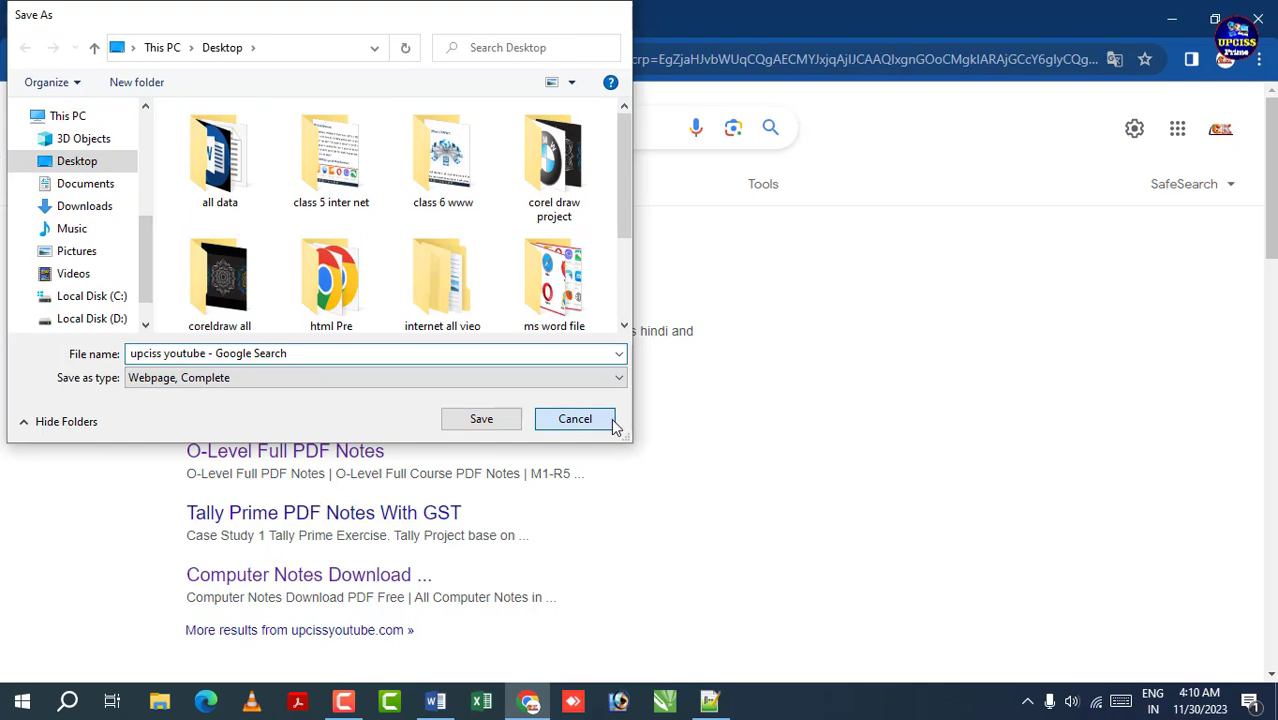 Save As
UPCISS
Prime
This PC
Desktop
Search Desktop
crp=EgZjaHJvbWUqCQgAECMYJxjqAjIJCAAQIxgnGOoCMgkIARAjGCcY6gIyCQg...
Organize
New folder
This PC
3D Objects
Desktop
Documents
Downloads
Music
Pictures
Videos
Local Disk (C:)
Local Disk (D:)
all data
class 5 inter net
class 6 www
corel draw
project
coreldraw all
html Pre
internet all vieo
ms word file
Tools
SafeSearch
s hindi and
File name:
upciss youtube - Google Search
Save as type:
Webpage, Complete
Hide Folders
Save
Cancel
O-Level Full PDF Notes
O-Level Full PDF Notes | O-Level Full Course PDF Notes | M1-R5 ...
Tally Prime PDF Notes With GST
Case Study 1 Tally Prime Exercise. Tally Project base on ...
Computer Notes Download ...
Computer Notes Download PDF Free | All Computer Notes in ...
More results from upcissyoutube.com »
ENG
IN
4:10 AM
11/30/2023
1